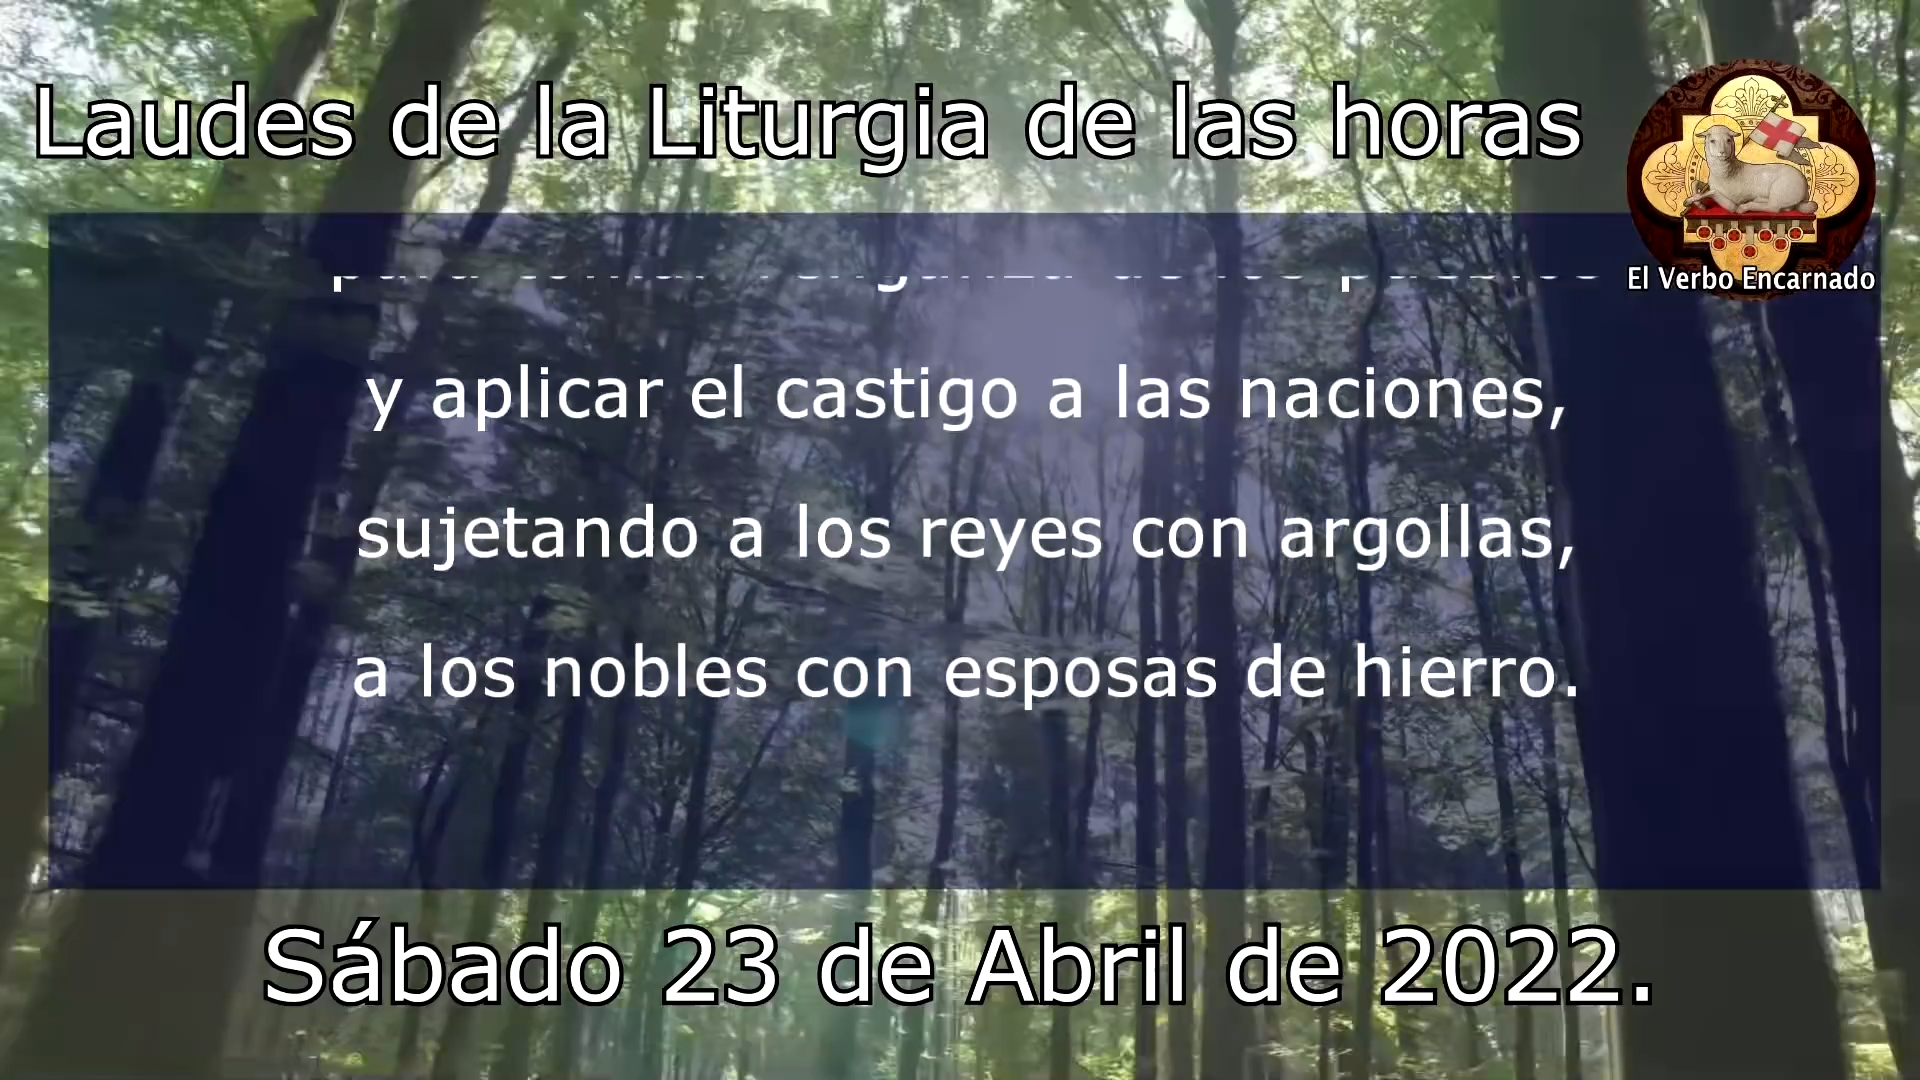 Laudes de la Liturgia de las horas
El Verbo Encarnado
y aplicar el castigo a las naciones,
sujetando a los reyes con argollas,
a los nobles con esposas de hierro.
Sábado 23 de Abril de 2022.